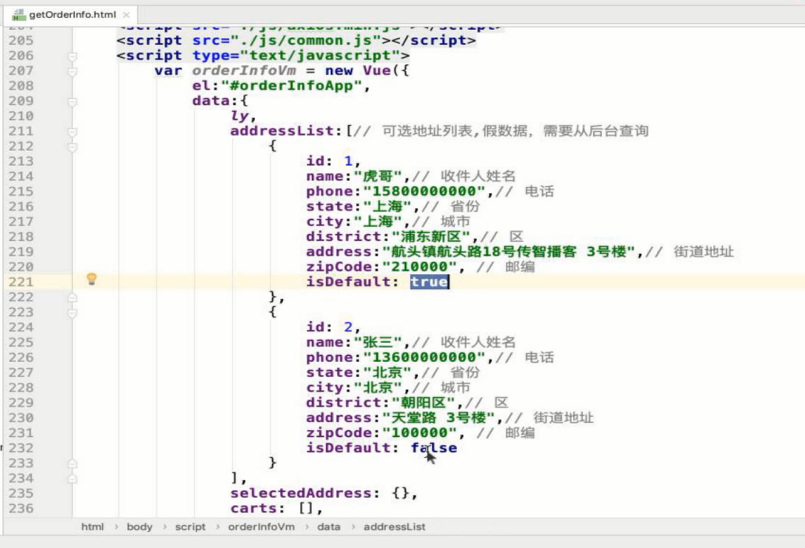 getOrderInfo.html
204 <script src="./js/axios.min.js"></script>
205 <script src="./js/common.js"></script>
206 <script type="text/javascript">
207 var orderInfoVm = new Vue({
208 el:"#orderInfoApp",
209 data:{
210 ly,
211 addressList:[// 可选地址列表,假数据，需要从后台查询
212 {
213 id: 1,
214 name:"虎哥",// 收件人姓名
215 phone:"15800000000",// 电话
216 state:"上海",// 省份
217 city:"上海",// 城市
218 district:"浦东新区",// 区
219 address:"航头镇航头路18号传智播客 3号楼",// 街道地址
220 zipCode:"210000", // 邮编
221 isDefault: true
222 },
223 {
224 id: 2,
225 name:"张三",// 收件人姓名
226 phone:"13600000000",// 电话
227 state:"北京",// 省份
228 city:"北京",// 城市
229 district:"朝阳区",// 区
230 address:"天堂路 3号楼",// 街道地址
231 zipCode:"100000", // 邮编
232 isDefault: false
233 }
234 ],
235 selectedAddress: {},
236 carts: [],
html › body › script › orderInfoVm › data › addressList